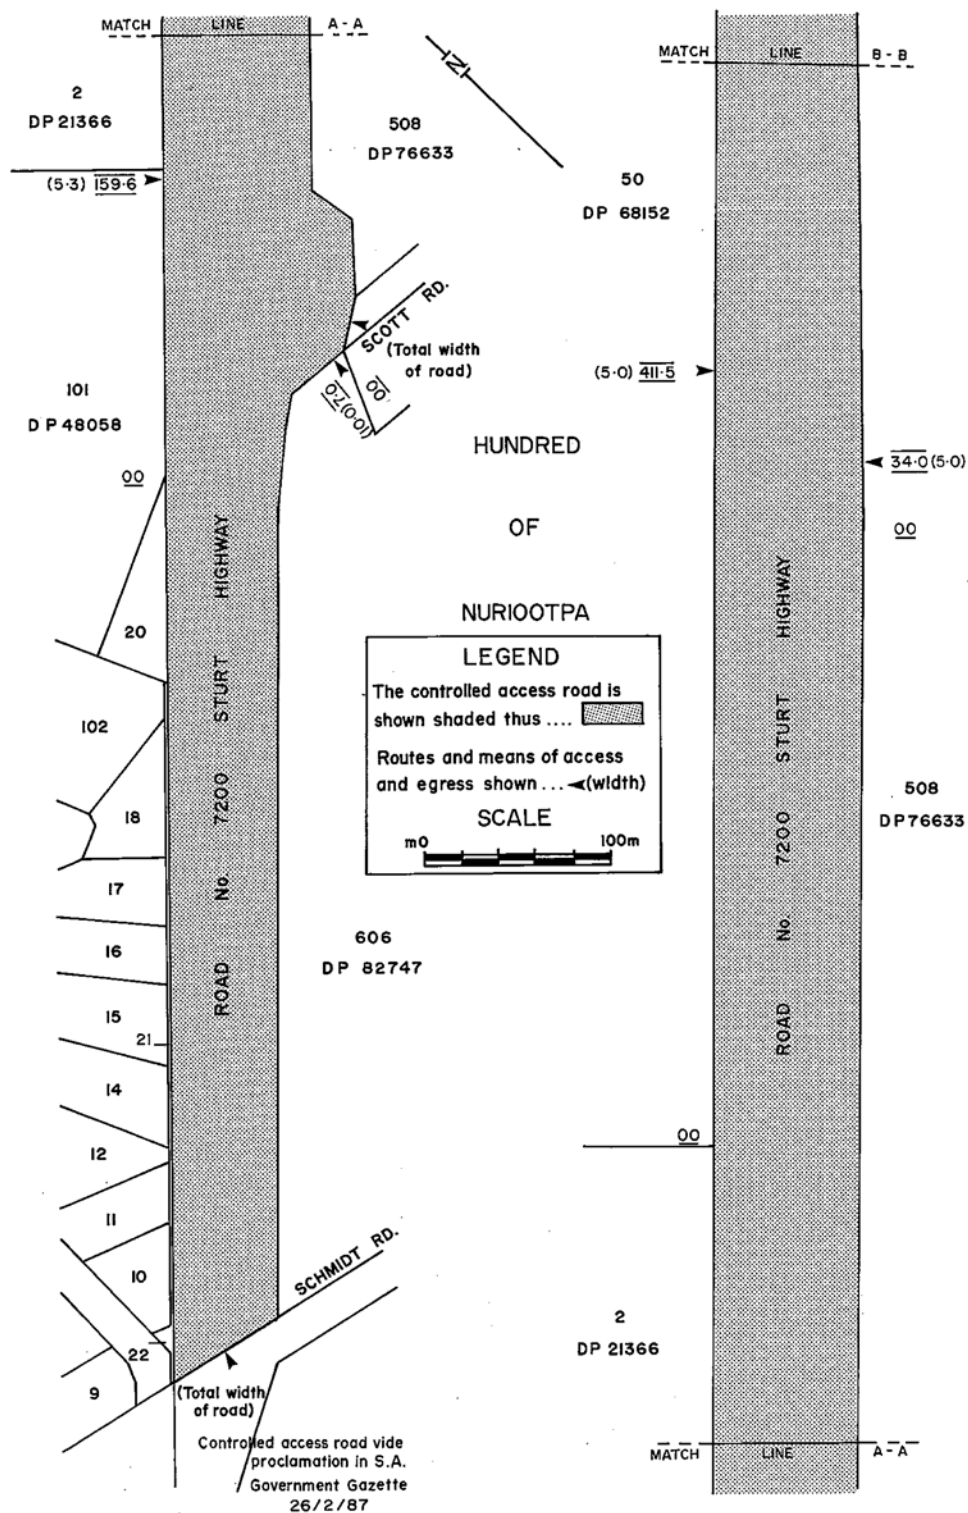 MATCH LINE A - A
2
DP 21366
508
DP76633
(5·3) 159·6
SCOTT RD.
(Total width
of road)
00
(10·0)7·0
101
DP 48058
00
20
102
18
17
16
15
21
14
12
11
10
22
9
ROAD No. 7200 STURT HIGHWAY
SCHMIDT RD.
(Total width
of road)
Controlled access road vide
proclamation in S.A.
Government Gazette
26/2/87
N
HUNDRED
OF
NURIOOTPA
LEGEND
The controlled access road is
shown shaded thus ....
Routes and means of access
and egress shown ... (width)
SCALE
m0 100m
606
DP 82747
MATCH LINE B - B
50
DP 68152
(5·0) 411·5
34·0 (5·0)
00
508
DP76633
ROAD No. 7200 STURT HIGHWAY
00
2
DP 21366
MATCH LINE A - A